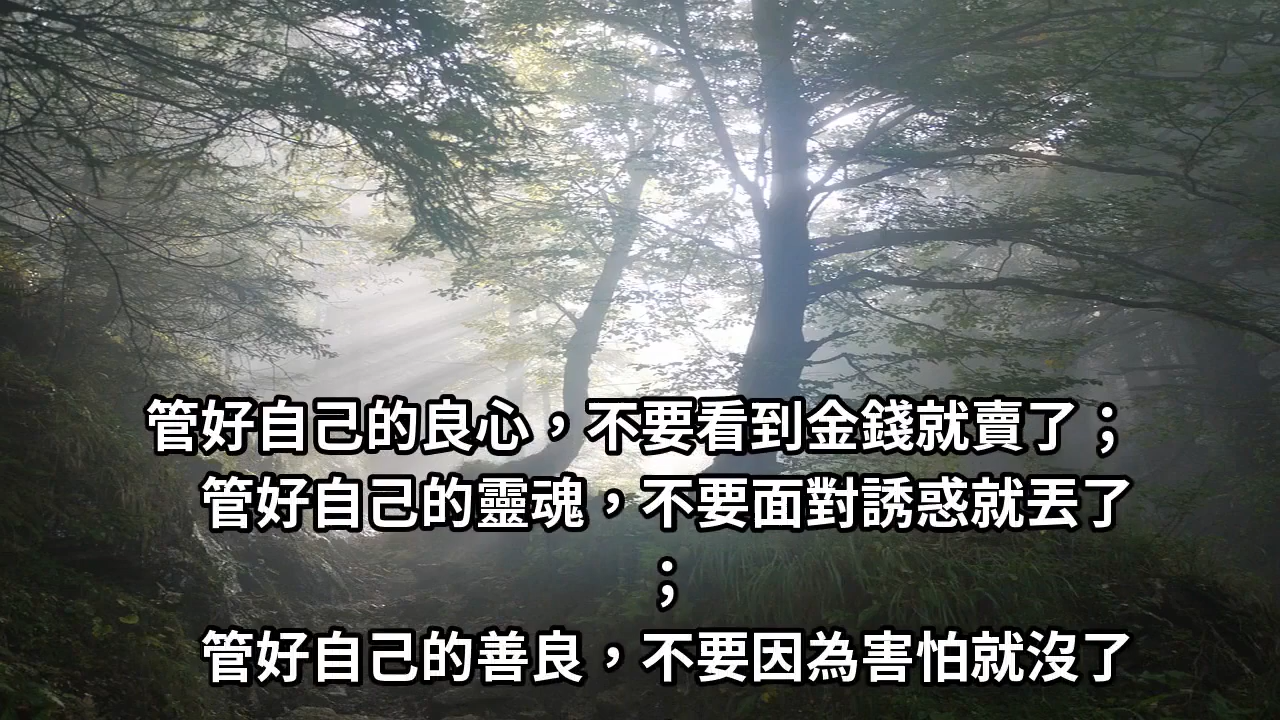 管好自己的良心，不要看到金錢就賣了；
管好自己的靈魂，不要面對誘惑就丟了
；
管好自己的善良，不要因為害怕就沒了